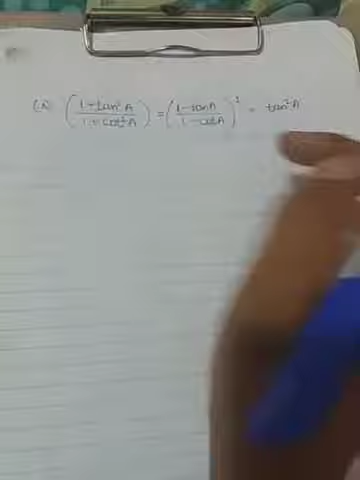 (x) (1+tan²A / 1+cot²A) = (1-tanA / 1-cotA)² = tan²A